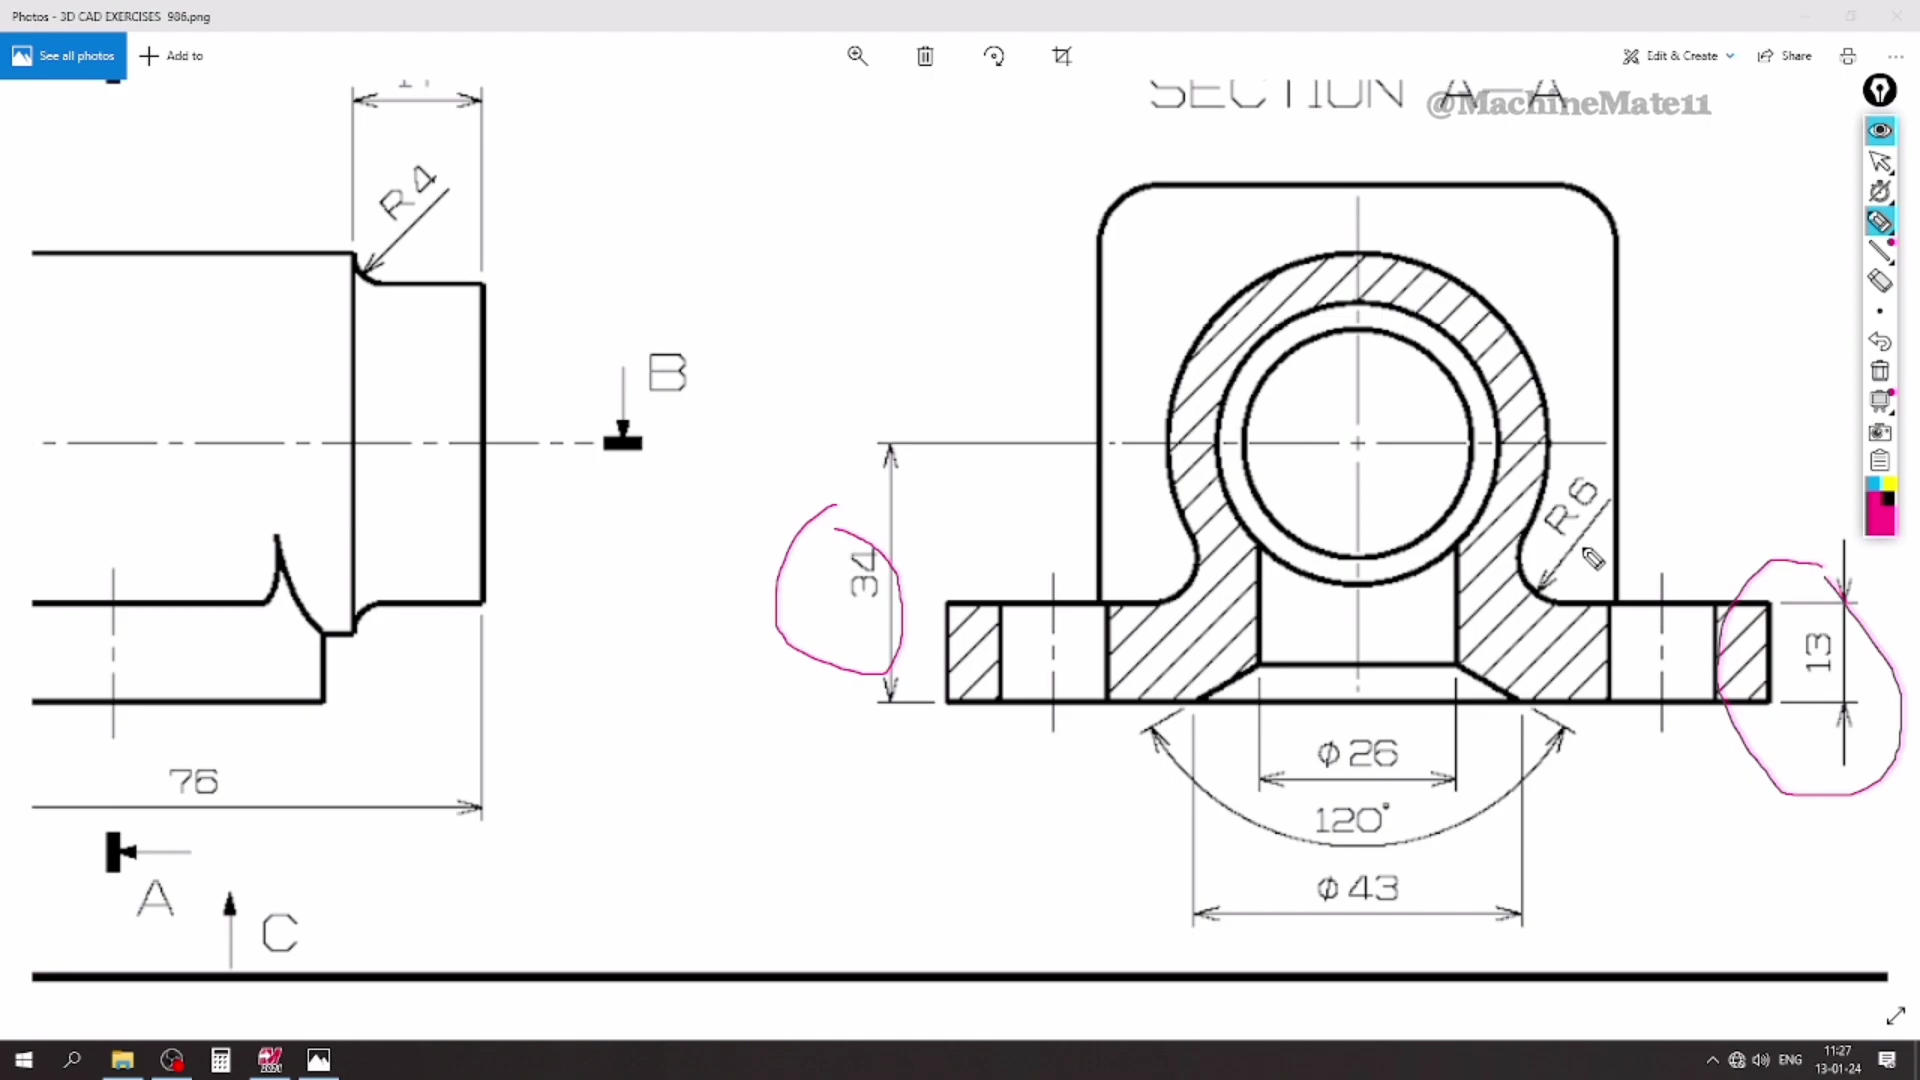 Photos - 3D CAD EXERCISES 986.png
See all photos
Add to
Edit & Create
Share
SECTION A-A
@MachineMate11
R4
B
34
R6
13
φ26
76
120°
A
φ43
C
ENG
11:27
13-01-24